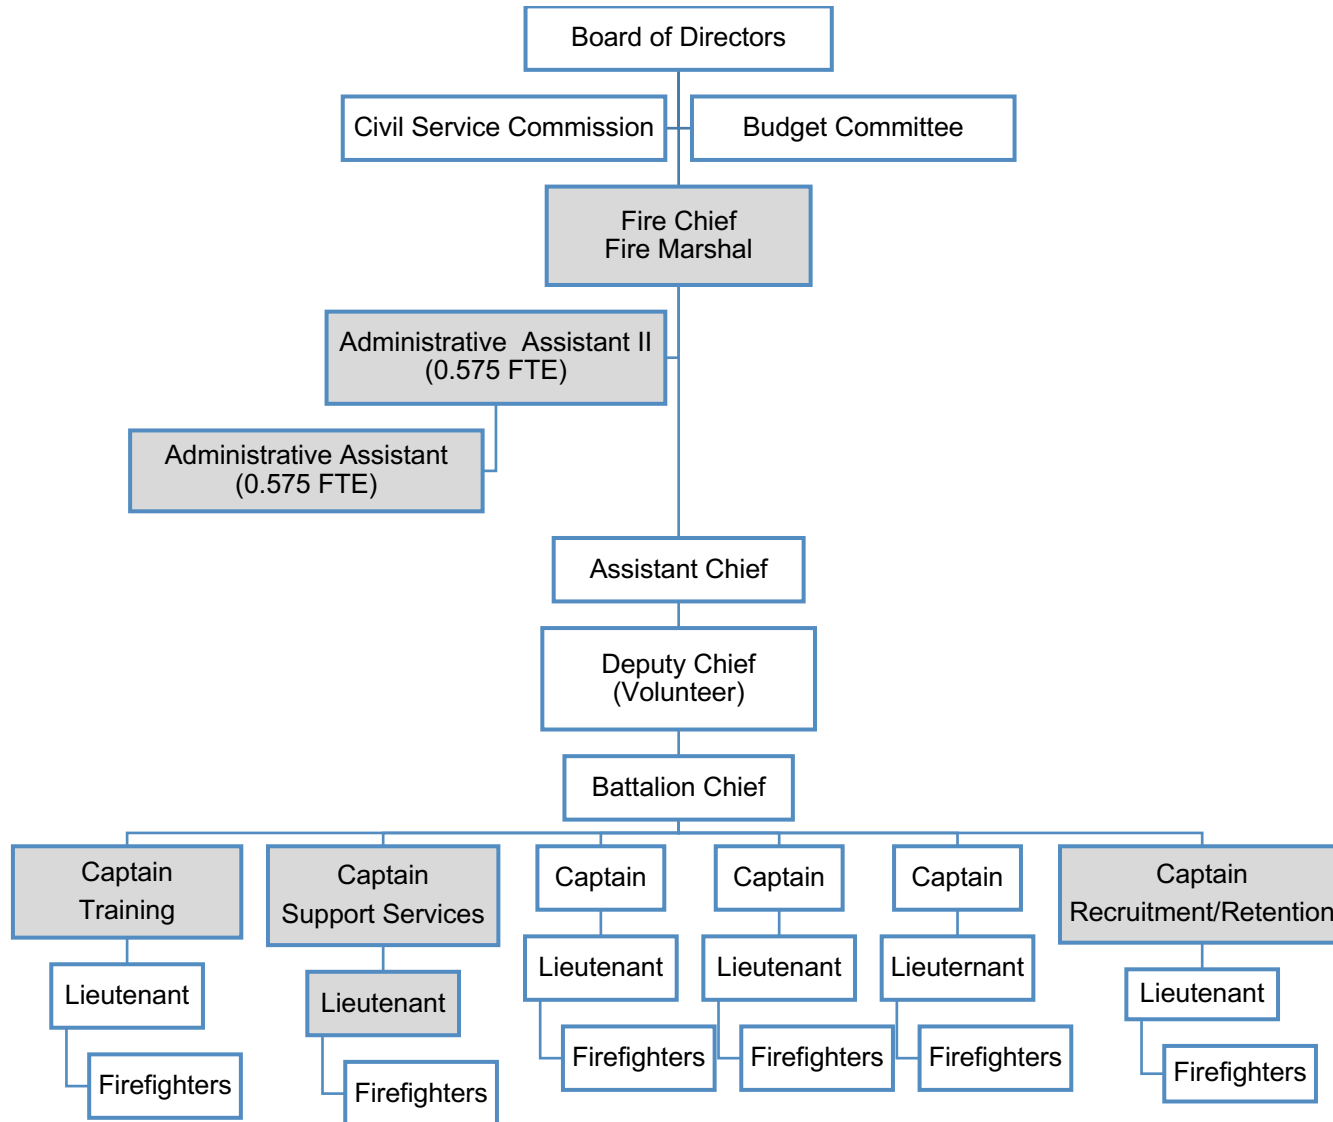 Board of Directors
Civil Service Commission
Budget Committee
Fire Chief
Fire Marshal
Administrative  Assistant II
(0.575 FTE)
Administrative Assistant
(0.575 FTE)
Assistant Chief
Deputy Chief
(Volunteer)
Battalion Chief
Captain
Training
Captain
Support Services
Captain
Captain
Captain
Captain
Recruitment/Retention
Lieutenant
Lieutenant
Lieutenant
Lieutenant
Lieuternant
Lieutenant
Firefighters
Firefighters
Firefighters
Firefighters
Firefighters
Firefighters